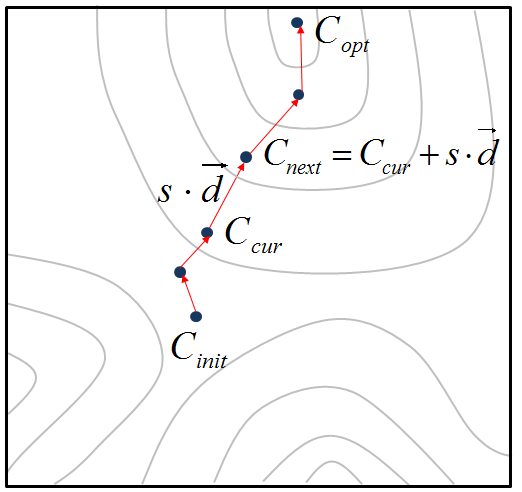 C_opt
C_next = C_cur + s · d⃗
s · d⃗
C_cur
C_init